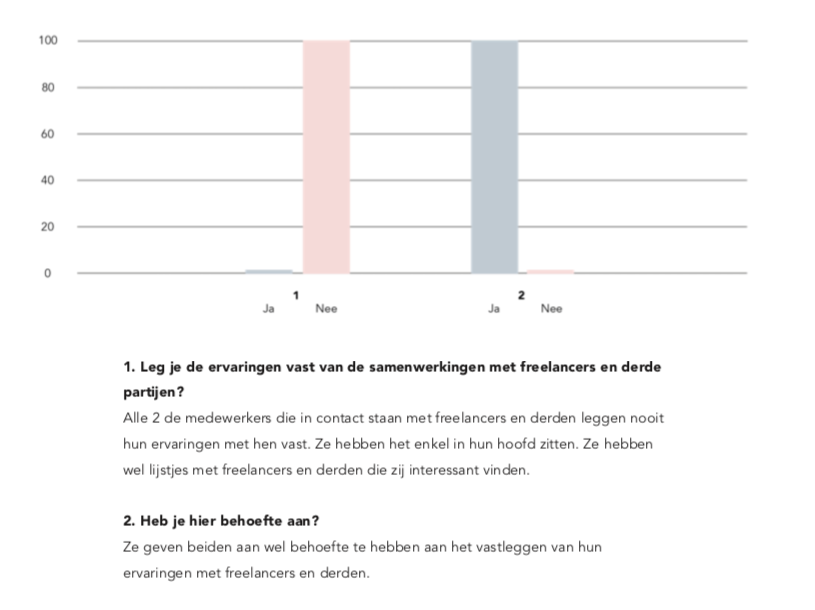 100
80
60
40
20
0
1
Ja Nee
2
Ja Nee
1. Leg je de ervaringen vast van de samenwerkingen met freelancers en derde
partijen?
Alle 2 de medewerkers die in contact staan met freelancers en derden leggen nooit
hun ervaringen met hen vast. Ze hebben het enkel in hun hoofd zitten. Ze hebben
wel lijstjes met freelancers en derden die zij interessant vinden.
2. Heb je hier behoefte aan?
Ze geven beiden aan wel behoefte te hebben aan het vastleggen van hun
ervaringen met freelancers en derden.